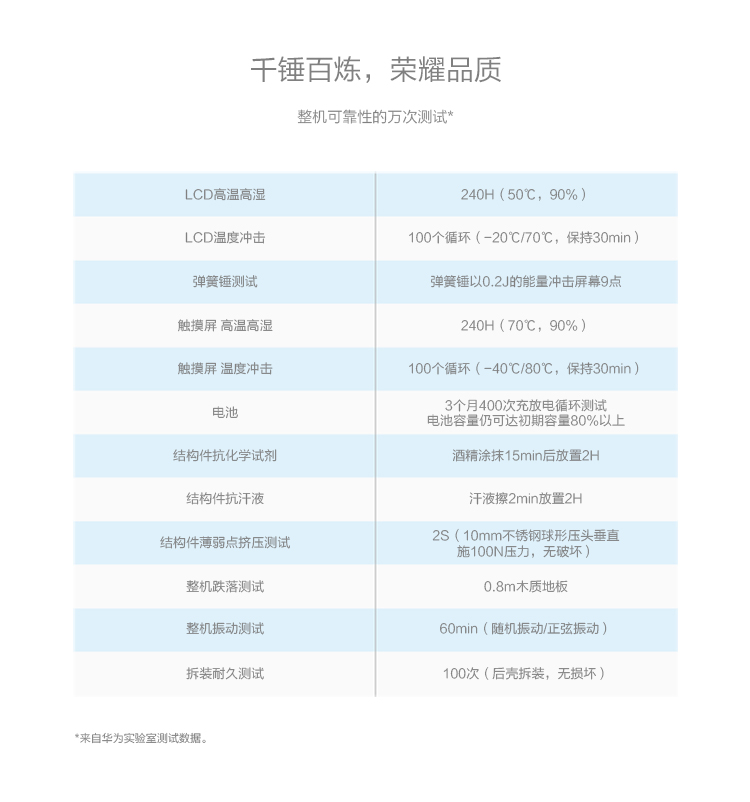 千锤百炼，荣耀品质
整机可靠性的万次测试*
LCD高温高湿 240H（50℃，90%）
LCD温度冲击 100个循环（-20℃/70℃，保持30min）
弹簧锤测试 弹簧锤以0.2J的能量冲击屏幕9点
触摸屏 高温高湿 240H（70℃，90%）
触摸屏 温度冲击 100个循环（-40℃/80℃，保持30min）
电池 3个月400次充放电循环测试
电池容量仍可达初期容量80%以上
结构件抗化学试剂 酒精涂抹15min后放置2H
结构件抗汗液 汗液擦2min放置2H
结构件薄弱点挤压测试 2S（10mm不锈钢球形压头垂直
施100N压力，无破坏）
整机跌落测试 0.8m木质地板
整机振动测试 60min（随机振动/正弦振动）
拆装耐久测试 100次（后壳拆装，无损坏）
*来自华为实验室测试数据。